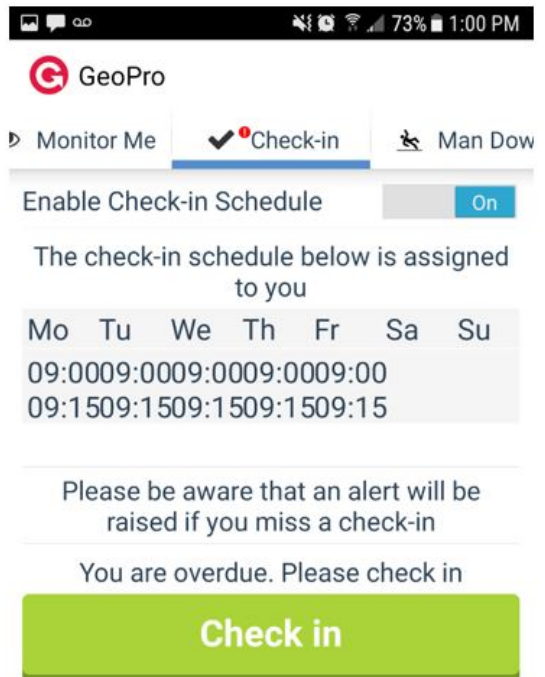 73% 1:00 PM
GeoPro
Monitor Me Check-in Man Dow
Enable Check-in Schedule On
The check-in schedule below is assigned
to you
Mo Tu We Th Fr Sa Su
09:0009:0009:0009:0009:00
09:1509:1509:1509:1509:15
Please be aware that an alert will be
raised if you miss a check-in
You are overdue. Please check in
Check in